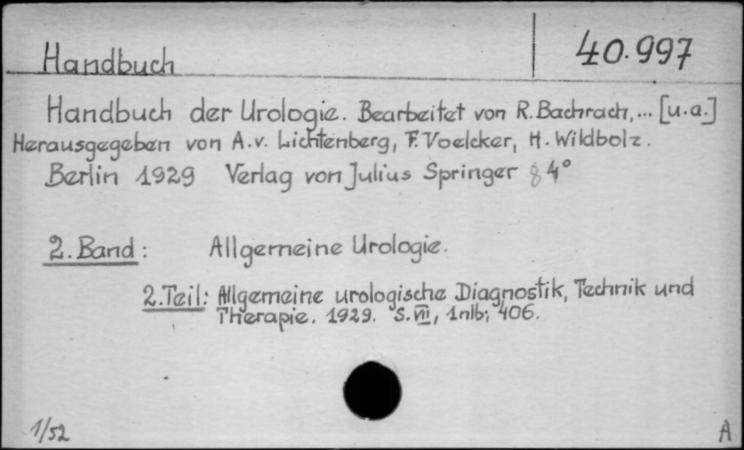 Handbuch 40.997
Handbuch der Urologie. Bearbeitet von R. Bachrach,... [u.a.]
Herausgegeben von A.v. Lichtenberg, F. Voelcker, H. Wildbolz.
Berlin 1929 Verlag von Julius Springer 4°
2. Band: Allgemeine Urologie.
2. Teil: Allgemeine urologische Diagnostik, Technik und
Therapie. 1929. S. VII, 1nlb; 406.
1/52 A